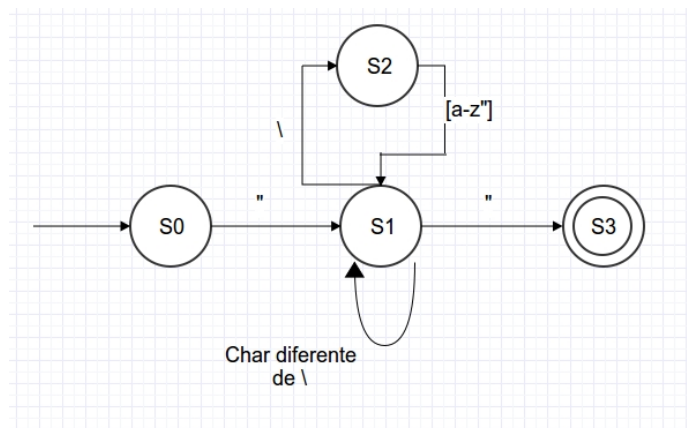 S2
[a-z"]
\
S0
"
S1
"
S3
Char diferente
de \